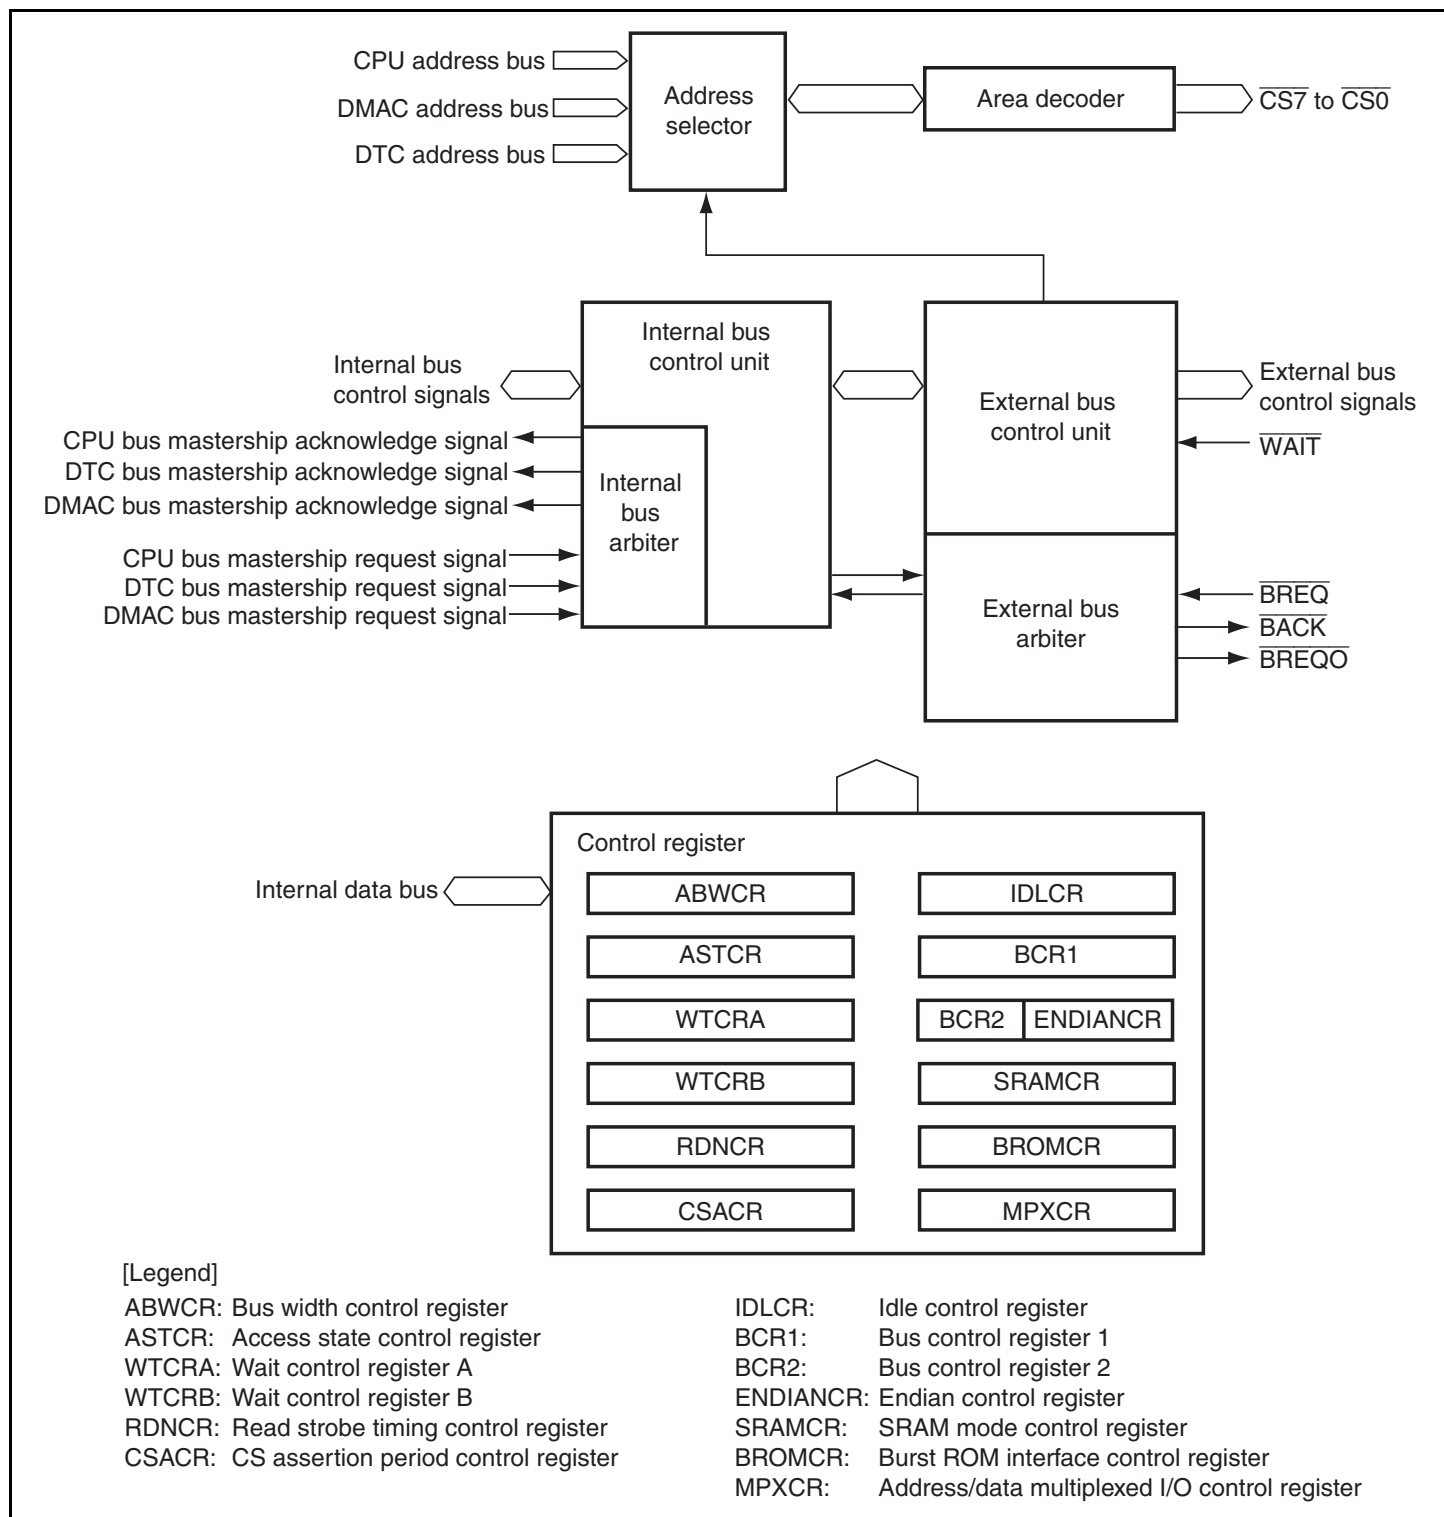 CPU address bus
DMAC address bus
DTC address bus
Address
selector
Area decoder
CS7 to CS0
Internal bus
control signals
Internal bus
control unit
External bus
control unit
External bus
control signals
WAIT
CPU bus mastership acknowledge signal
DTC bus mastership acknowledge signal
DMAC bus mastership acknowledge signal
Internal
bus
arbiter
CPU bus mastership request signal
DTC bus mastership request signal
DMAC bus mastership request signal
External bus
arbiter
BREQ
BACK
BREQO
Control register
Internal data bus
ABWCR
IDLCR
ASTCR
BCR1
WTCRA
BCR2 ENDIANCR
WTCRB
SRAMCR
RDNCR
BROMCR
CSACR
MPXCR
[Legend]
ABWCR: Bus width control register
ASTCR: Access state control register
WTCRA: Wait control register A
WTCRB: Wait control register B
RDNCR: Read strobe timing control register
CSACR: CS assertion period control register
IDLCR: Idle control register
BCR1: Bus control register 1
BCR2: Bus control register 2
ENDIANCR: Endian control register
SRAMCR: SRAM mode control register
BROMCR: Burst ROM interface control register
MPXCR: Address/data multiplexed I/O control register